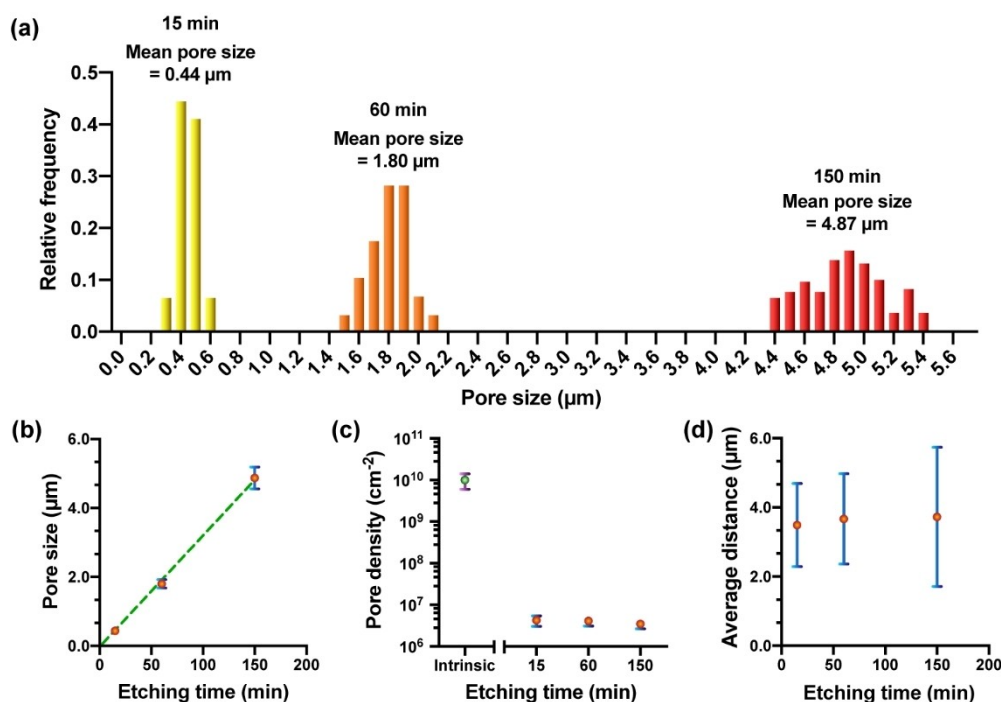 (a)
15 min
Mean pore size
= 0.44 µm
60 min
Mean pore size
= 1.80 µm
150 min
Mean pore size
= 4.87 µm
Relative frequency
0.5
0.4
0.3
0.2
0.1
0.0
0.0 0.2 0.4 0.6 0.8 1.0 1.2 1.4 1.6 1.8 2.0 2.2 2.4 2.6 2.8 3.0 3.2 3.4 3.6 3.8 4.0 4.2 4.4 4.6 4.8 5.0 5.2 5.4 5.6
Pore size (µm)
(b)
Pore size (µm)
6.0
4.0
2.0
0.0
0 50 100 150 200
Etching time (min)
(c)
Pore density (cm⁻²)
10¹¹
10¹⁰
10⁹
10⁸
10⁷
10⁶
Intrinsic 15 60 150
Etching time (min)
(d)
Average distance (µm)
6.0
4.0
2.0
0.0
0 50 100 150 200
Etching time (min)